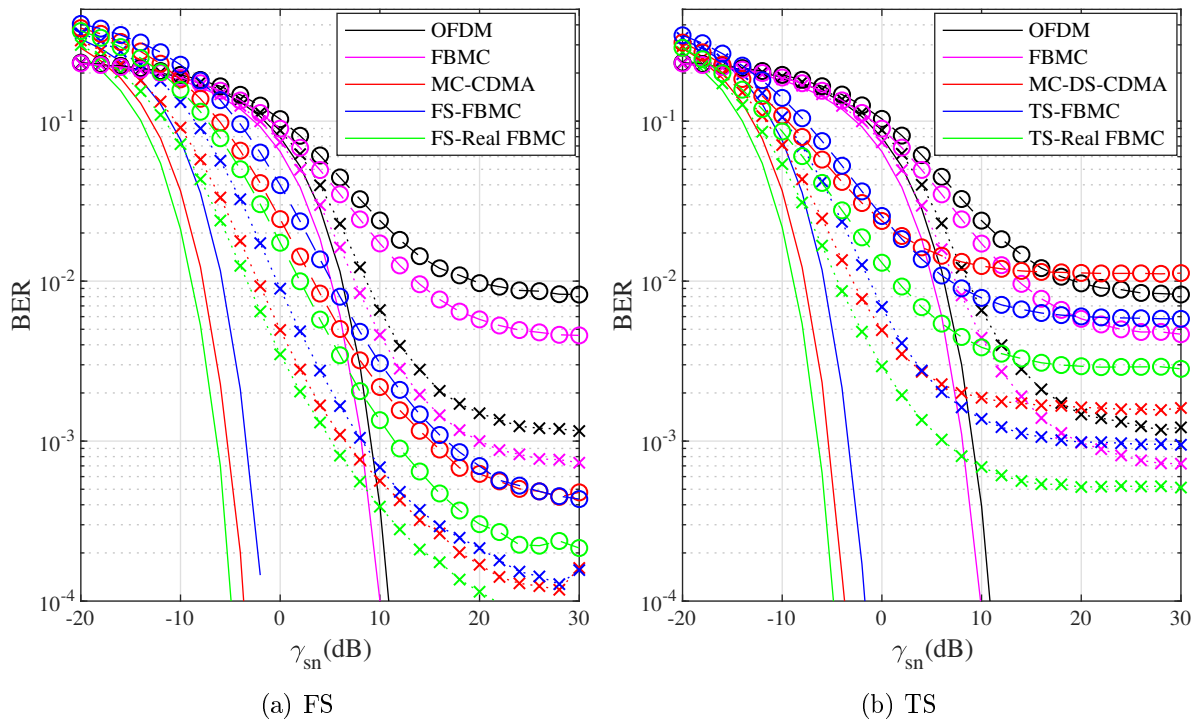 OFDM
FBMC
MC-CDMA
FS-FBMC
FS-Real FBMC
10^-1
10^-2
10^-3
10^-4
BER
-20 -10 0 10 20 30
γ_sn(dB)
(a) FS
OFDM
FBMC
MC-DS-CDMA
TS-FBMC
TS-Real FBMC
10^-1
10^-2
10^-3
10^-4
BER
-20 -10 0 10 20 30
γ_sn(dB)
(b) TS